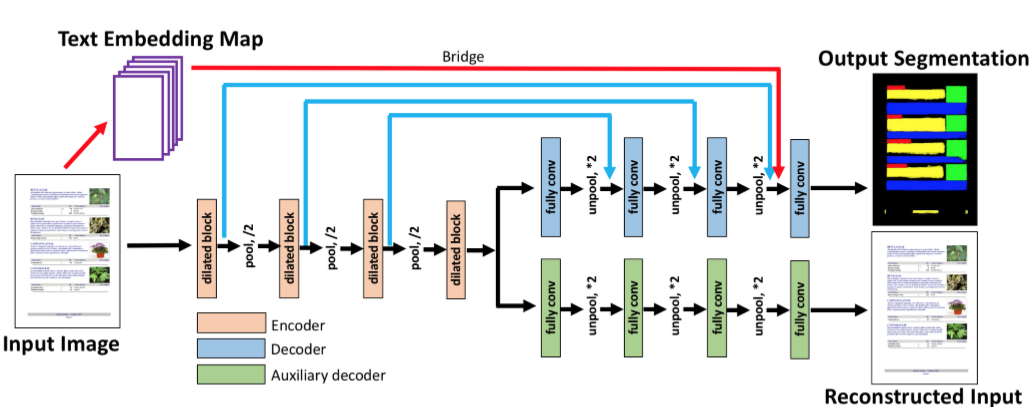 Text Embedding Map
Bridge
Output Segmentation
fully conv
unpool, *2
fully conv
unpool, *2
fully conv
unpool, *2
fully conv
dilated block
pool, /2
dilated block
pool, /2
dilated block
pool, /2
dilated block
fully conv
unpool, *2
fully conv
unpool, *2
fully conv
unpool, *2
fully conv
Input Image
Encoder
Decoder
Auxiliary decoder
Reconstructed Input